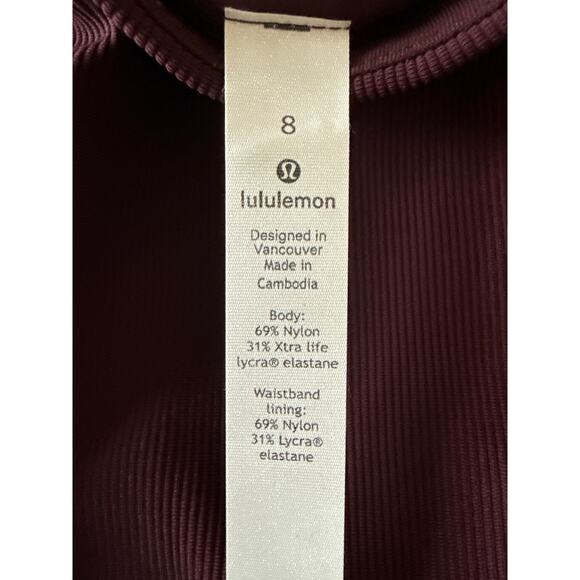 8
lululemon
Designed in
Vancouver
Made in
Cambodia
Body:
69% Nylon
31% Xtra life
lycra® elastane
Waistband
lining:
69% Nylon
31% Lycra®
elastane